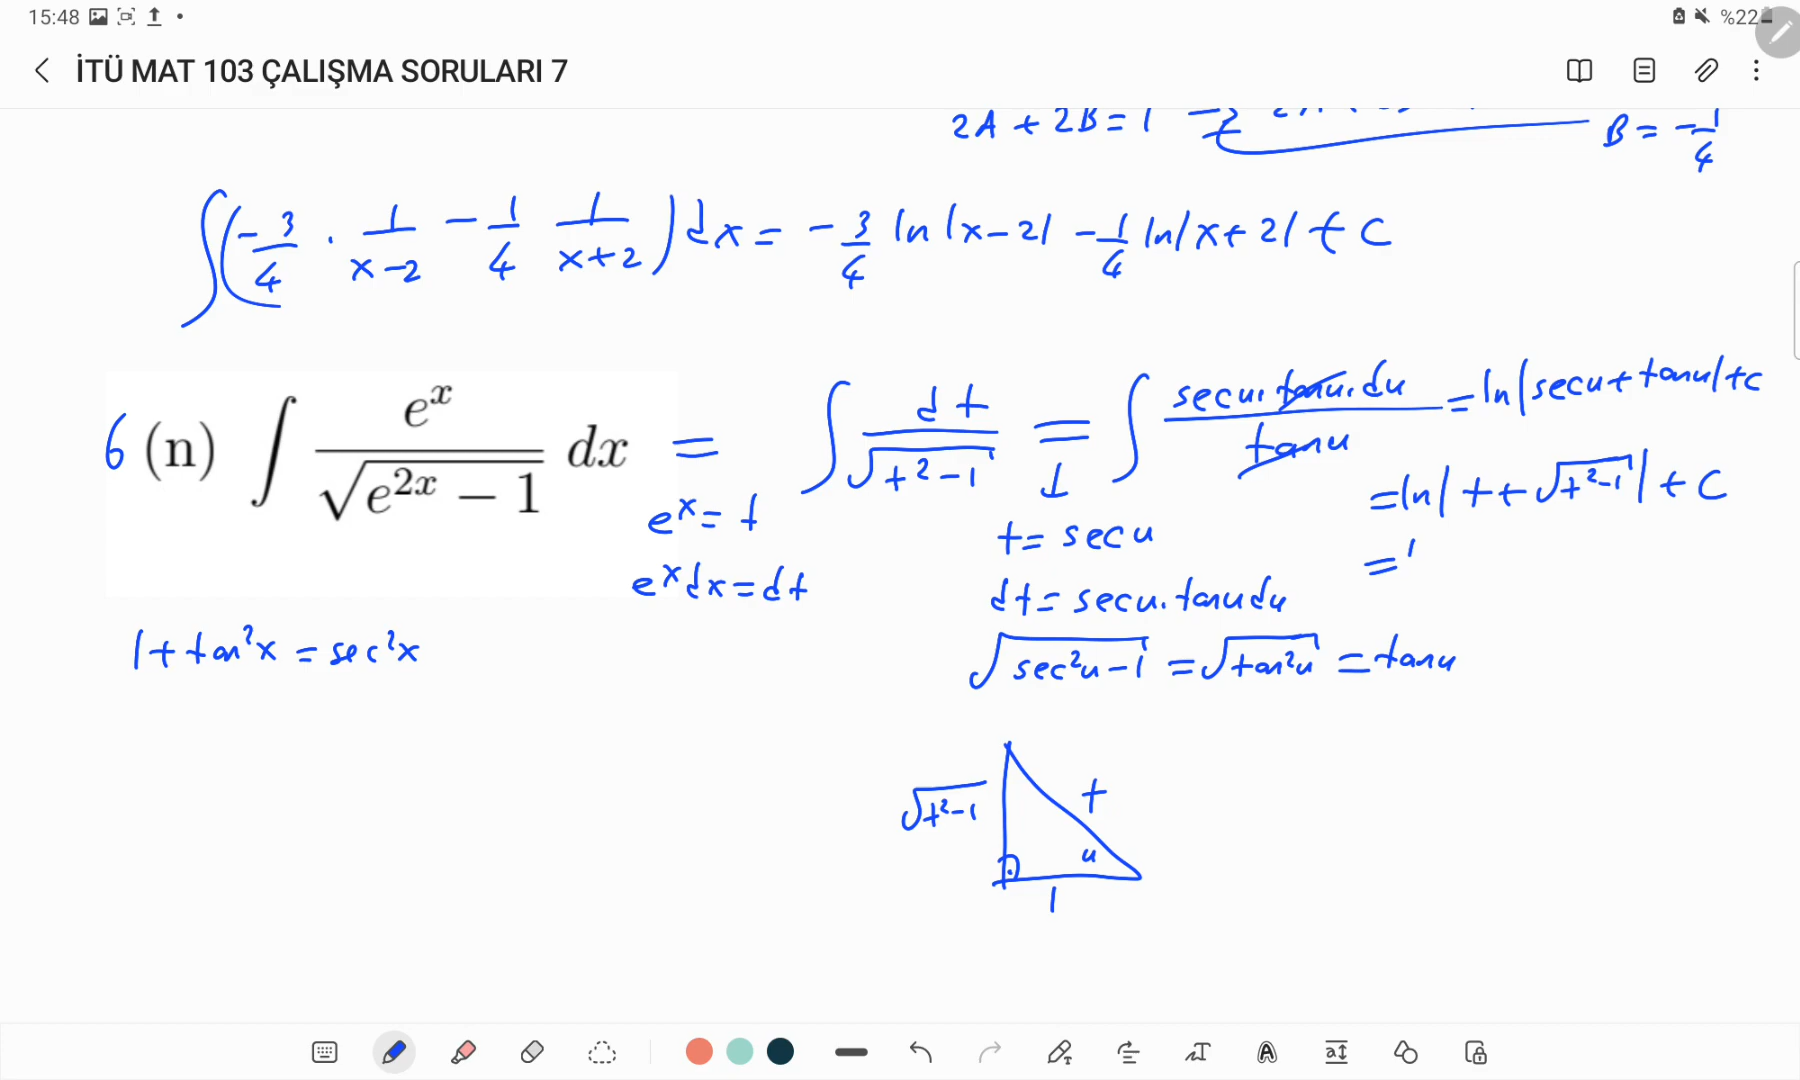 15:48
%22
İTÜ MAT 103 ÇALIŞMA SORULARI 7
2A + 2B = 1
B = -1/4
∫(-3/4 · 1/(x-2) - 1/4 1/(x+2))dx = -3/4 ln|x-2| - 1/4 ln|x+2| + C
6 (n) ∫ e^x/√(e^{2x} - 1) dx = ∫ dt/√(t²-1) = ∫ secu.tanu.du/tanu = ln|secu+tanu|+c
= ln|t+√(t²-1)| + C
e^x = t
t = secu
=
e^x dx = dt
dt = secu.tanudu
1+tan²x = sec²x
√(sec²u-1) = √(tan²u) = tanu
√(t²-1)
t
u
1